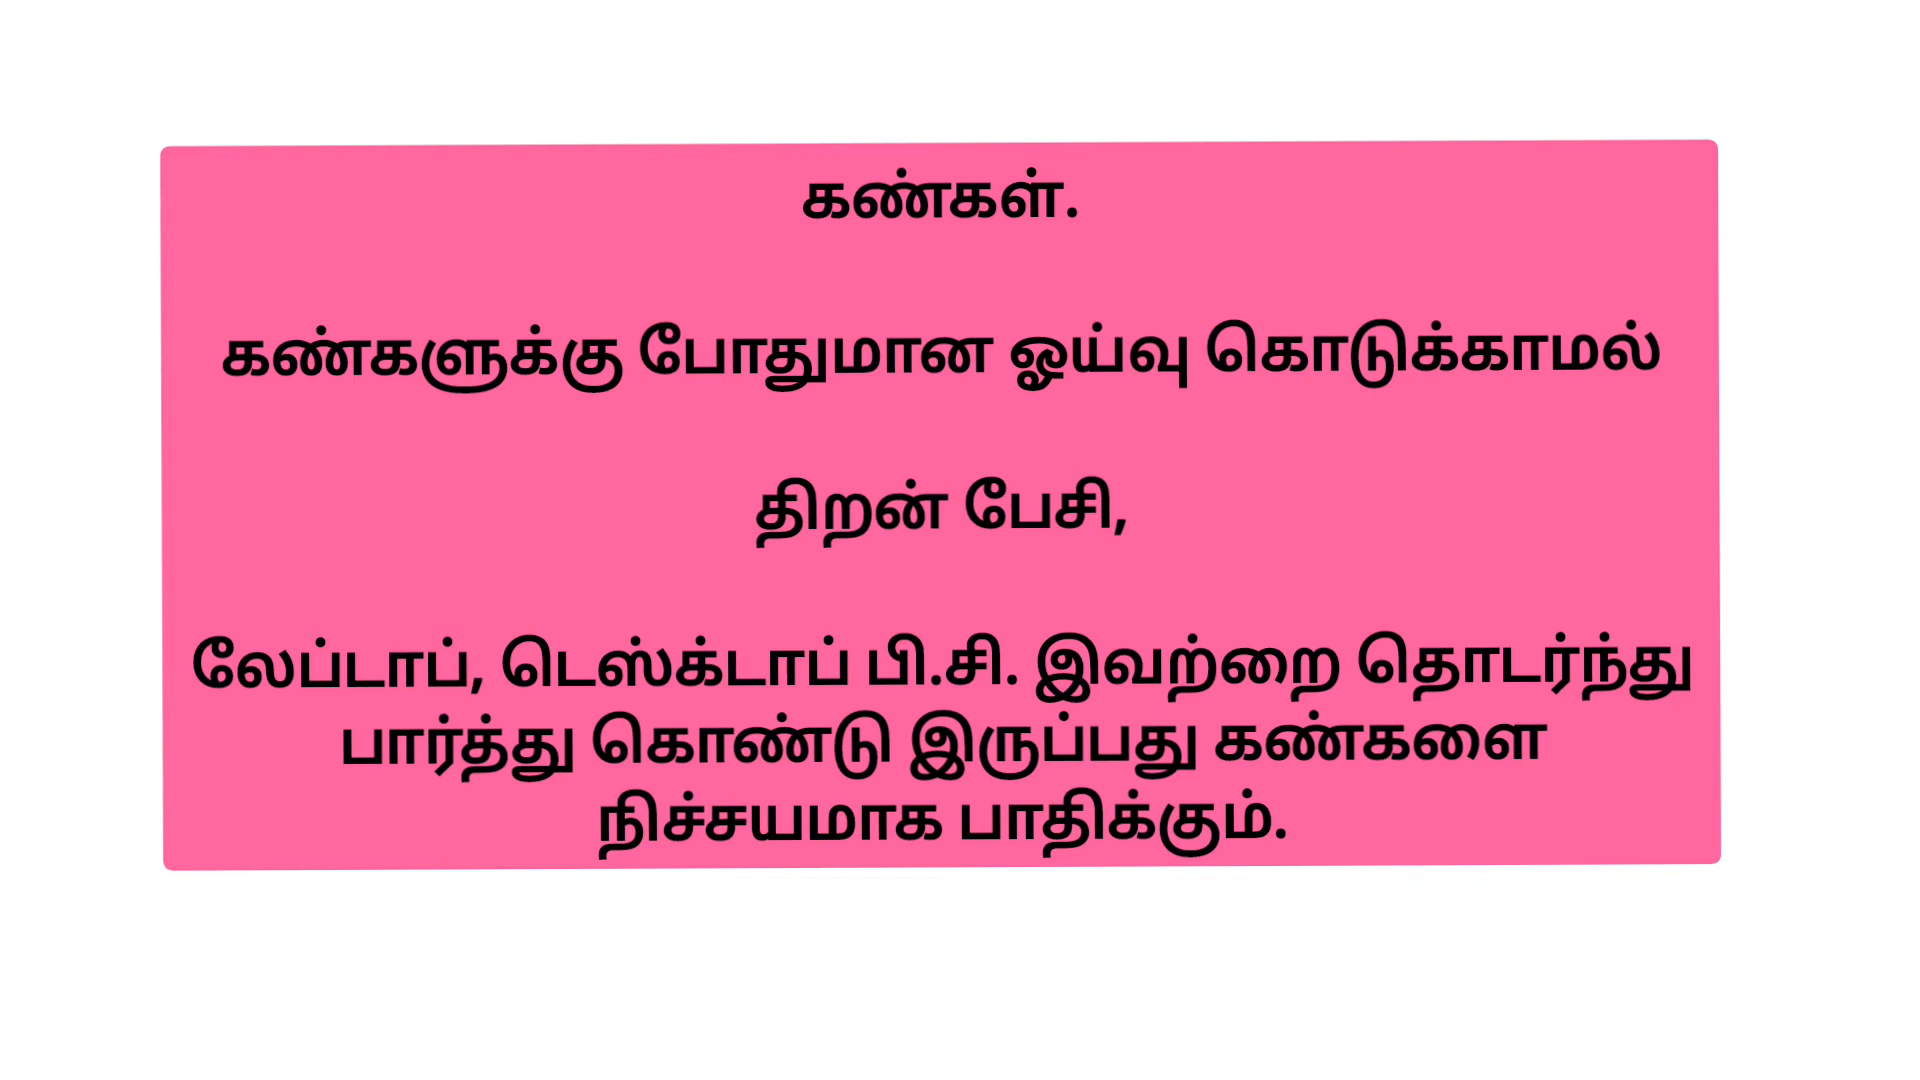 கண்கள்.
கண்களுக்கு போதுமான ஓய்வு கொடுக்காமல்
திறன் பேசி,
லேப்டாப், டெஸ்க்டாப் பி.சி. இவற்றை தொடர்ந்து
பார்த்து கொண்டு இருப்பது கண்களை
நிச்சயமாக பாதிக்கும்.